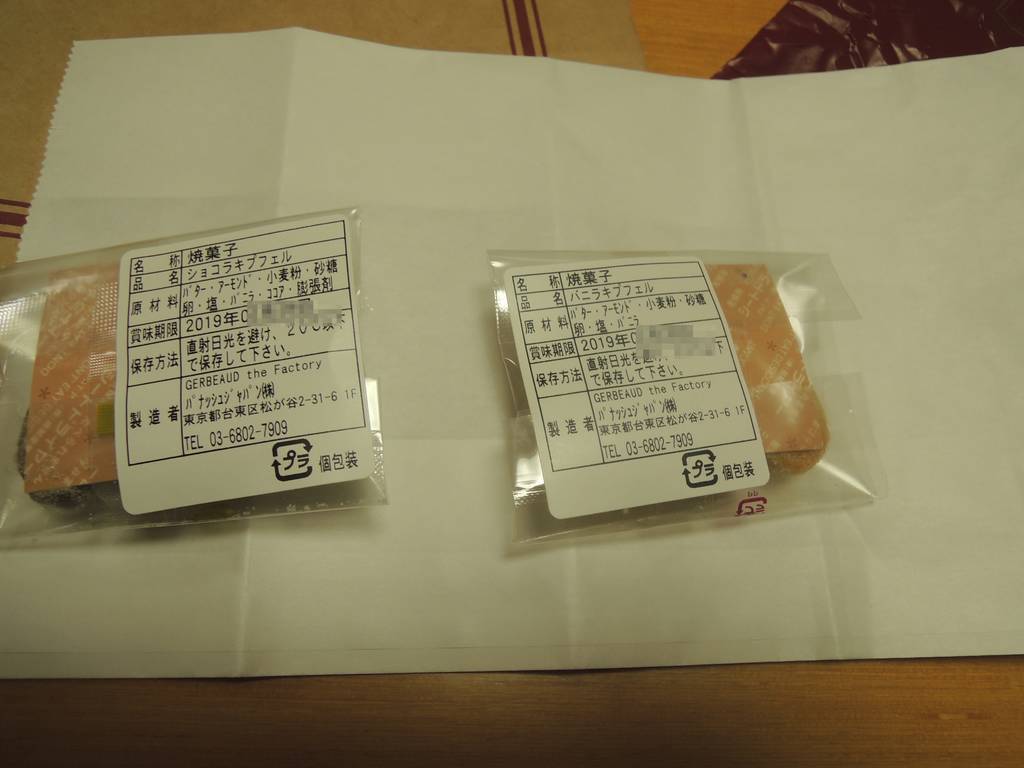 名 称 焼菓子
品 名 ショコラキプフェル
原 材 料 バター・アーモンド・小麦粉・砂糖
卵・塩・バニラ・ココア・膨張剤
賞味期限 2019年0
保存方法 直射日光を避け、
で保存して下さい。
製 造 者 GERBEAUD the Factory
パナッシュジャパン㈱
東京都台東区松が谷2-31-6 1F
TEL 03-6802-7909
プラ 個包装
名 称 焼菓子
品 名 バニラキプフェル
原 材 料 バター・アーモンド・小麦粉・砂糖
卵・塩・バニラ
賞味期限 2019年0
保存方法 直射日光を
で保存して下さい。
製 造 者 GERBEAUD the Factory
パナッシュジャパン㈱
東京都台東区松が谷2-31-6 1F
TEL 03-6802-7909
プラ 個包装